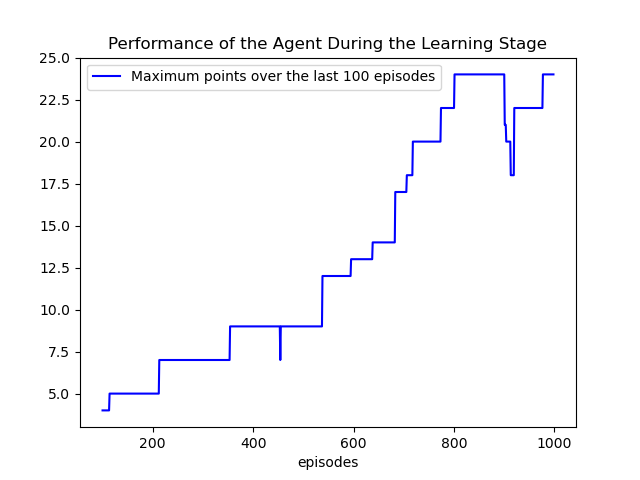 Performance of the Agent During the Learning Stage
Maximum points over the last 100 episodes
25.0
22.5
20.0
17.5
15.0
12.5
10.0
7.5
5.0
200 400 600 800 1000
episodes